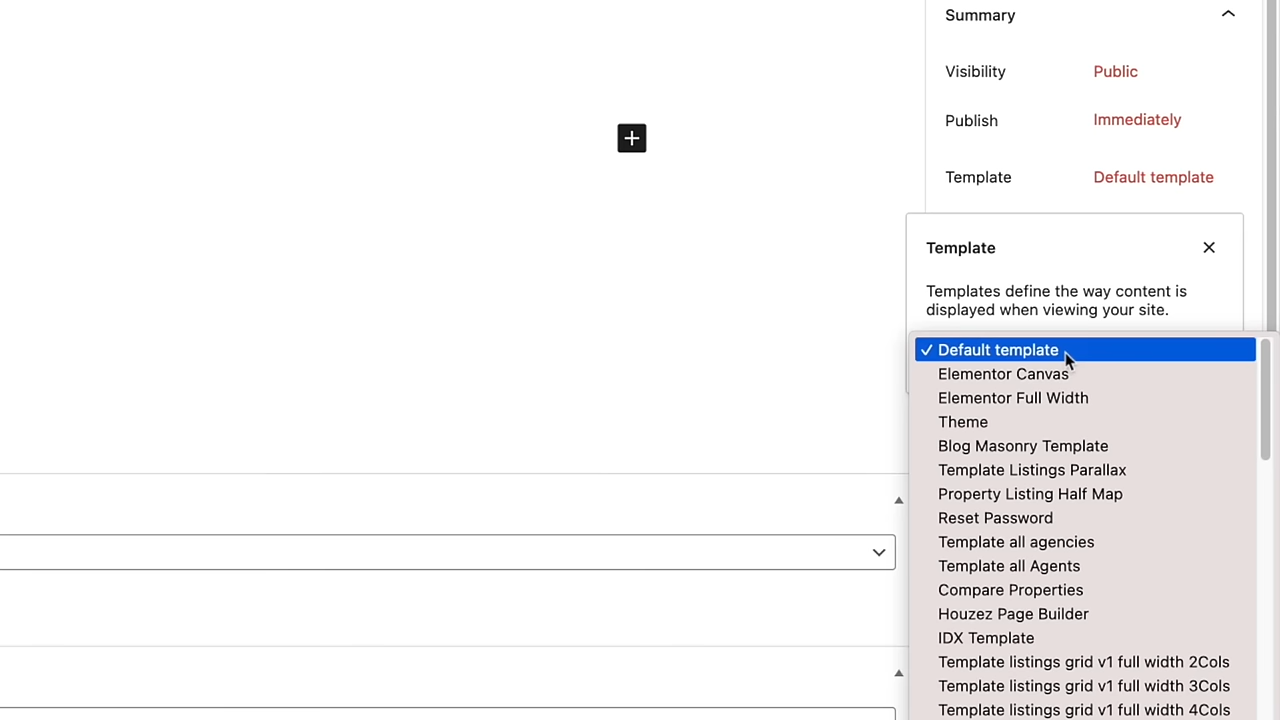 Summary
Visibility Public
Publish Immediately
Template Default template
Template
Templates define the way content is
displayed when viewing your site.
✓ Default template
Elementor Canvas
Elementor Full Width
Theme
Blog Masonry Template
Template Listings Parallax
Property Listing Half Map
Reset Password
Template all agencies
Template all Agents
Compare Properties
Houzez Page Builder
IDX Template
Template listings grid v1 full width 2Cols
Template listings grid v1 full width 3Cols
Template listings grid v1 full width 4Cols